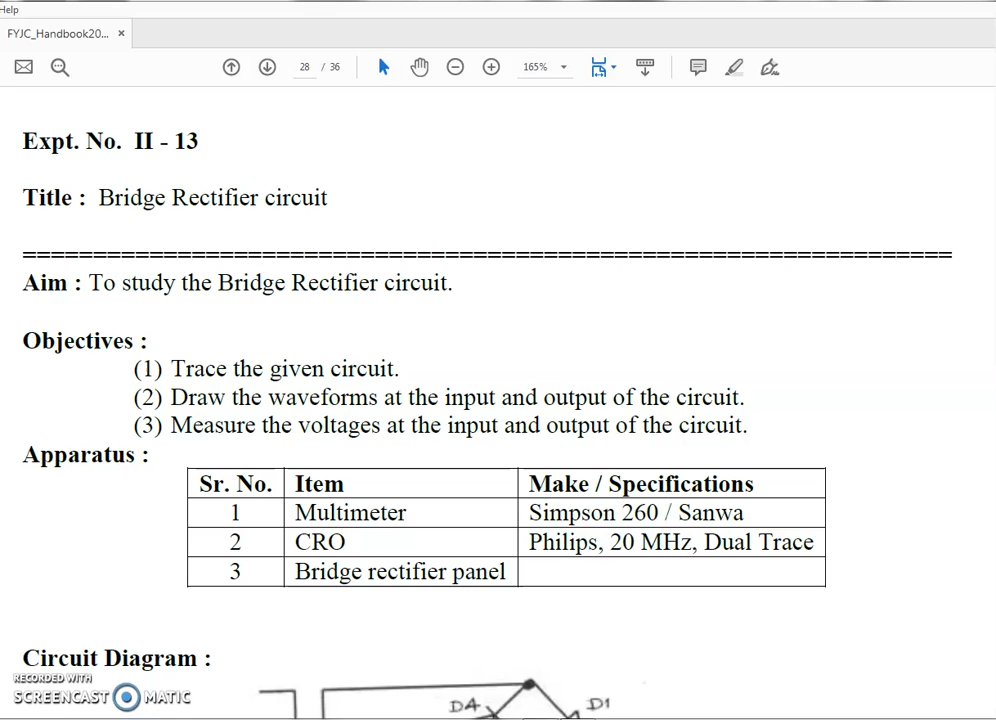 Help
FYJC_Handbook20... ×
28 / 36 165%
Expt. No. II - 13
Title : Bridge Rectifier circuit
==================================================================
Aim : To study the Bridge Rectifier circuit.
Objectives :
(1) Trace the given circuit.
(2) Draw the waveforms at the input and output of the circuit.
(3) Measure the voltages at the input and output of the circuit.
Apparatus :
Sr. No. Item Make / Specifications
1 Multimeter Simpson 260 / Sanwa
2 CRO Philips, 20 MHz, Dual Trace
3 Bridge rectifier panel
Circuit Diagram :
RECORDED WITH
SCREENCAST MATIC
D4 D1